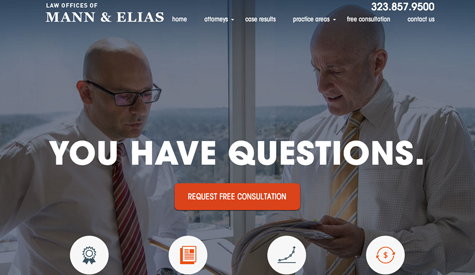 LAW OFFICES OF
MANN & ELIAS
323.857.9500
home attorneys case results practice areas free consultation contact us
YOU HAVE QUESTIONS.
REQUEST FREE CONSULTATION
$